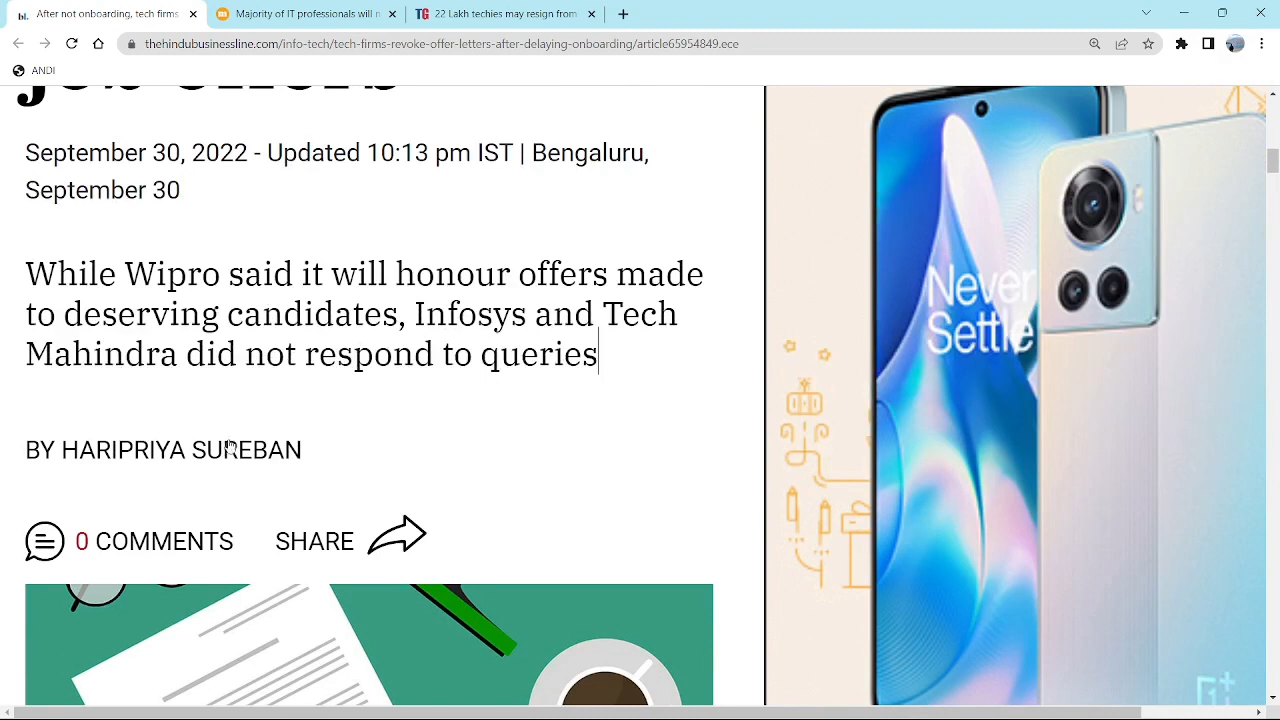 After not onboarding, tech firms
Majority of IT professionals will n
TG 22 Lakh techies may resign from
thehindubusinessline.com/info-tech/tech-firms-revoke-offer-letters-after-delaying-onboarding/article65954849.ece
ANDI
job offers
September 30, 2022 - Updated 10:13 pm IST | Bengaluru,
September 30
While Wipro said it will honour offers made
to deserving candidates, Infosys and Tech
Mahindra did not respond to queries
BY HARIPRIYA SUREBAN
0 COMMENTS SHARE
Never
Settle